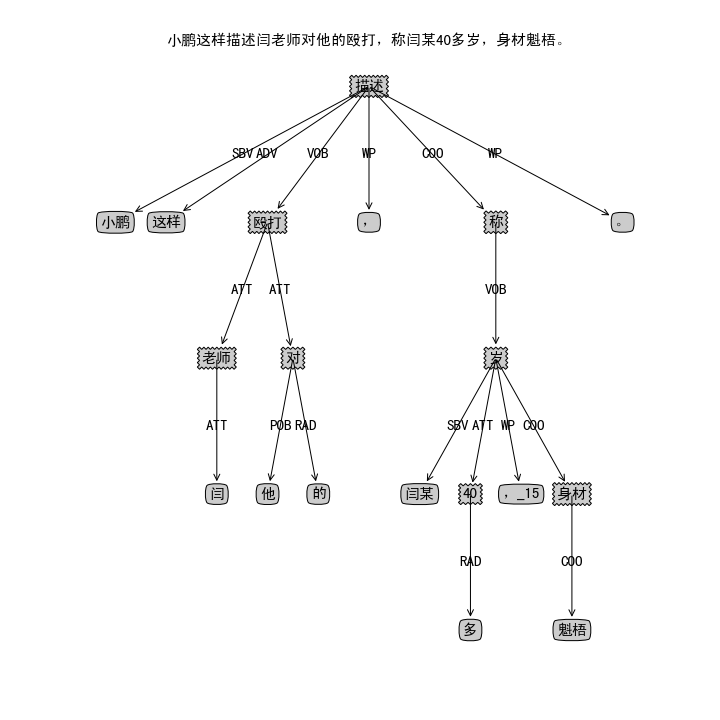 小鹏这样描述闫老师对他的殴打，称闫某40多岁，身材魁梧。
描述
SBV ADV VOB WP COO WP
小鹏 这样 殴打 ， 称 。
ATT ATT VOB
老师 对 岁
ATT POB RAD SBV ATT WP COO
闫 他 的 闫某 40 ，_15 身材
RAD COO
多 魁梧